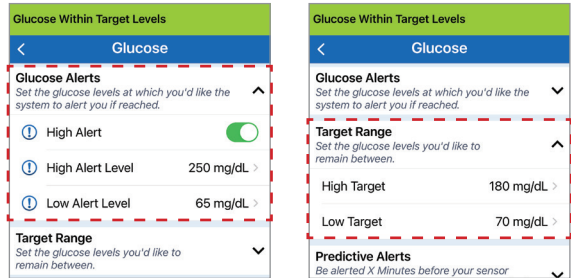 Glucose Within Target Levels
Glucose
Glucose Alerts
Set the glucose levels at which you'd like the
system to alert you if reached.
High Alert
High Alert Level 250 mg/dL
Low Alert Level 65 mg/dL
Target Range
Set the glucose levels you'd like to
remain between.
Glucose Within Target Levels
Glucose
Glucose Alerts
Set the glucose levels at which you'd like the
system to alert you if reached.
Target Range
Set the glucose levels you'd like to
remain between.
High Target 180 mg/dL
Low Target 70 mg/dL
Predictive Alerts
Be alerted X Minutes before your sensor